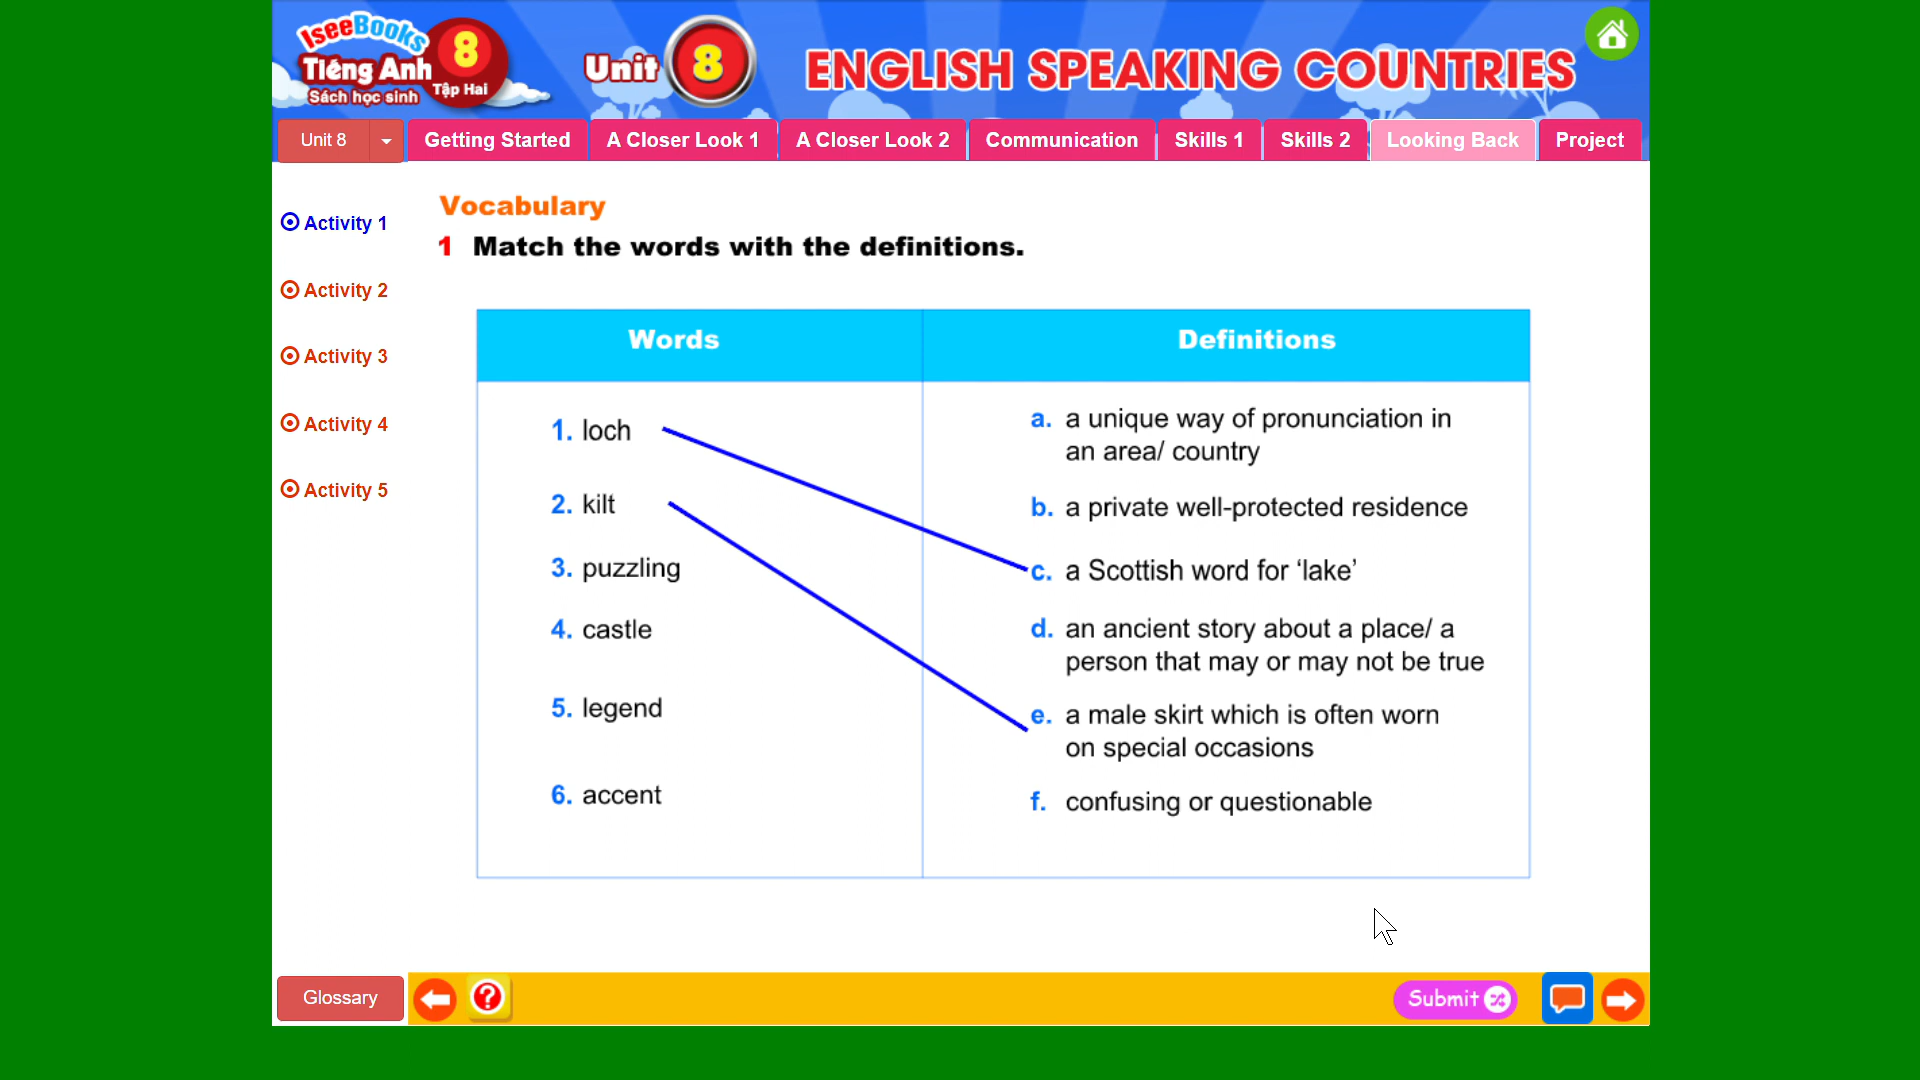 IseeBooks
Tiếng Anh 8
Sách học sinh Tập Hai
Unit 8
ENGLISH SPEAKING COUNTRIES
Unit 8
Getting Started
A Closer Look 1
A Closer Look 2
Communication
Skills 1
Skills 2
Looking Back
Project
Activity 1
Activity 2
Activity 3
Activity 4
Activity 5
Vocabulary
1 Match the words with the definitions.
Words
Definitions
1. loch
2. kilt
3. puzzling
4. castle
5. legend
6. accent
a. a unique way of pronunciation in
an area/ country
b. a private well-protected residence
c. a Scottish word for ‘lake’
d. an ancient story about a place/ a
person that may or may not be true
e. a male skirt which is often worn
on special occasions
f. confusing or questionable
Glossary
?
Submit